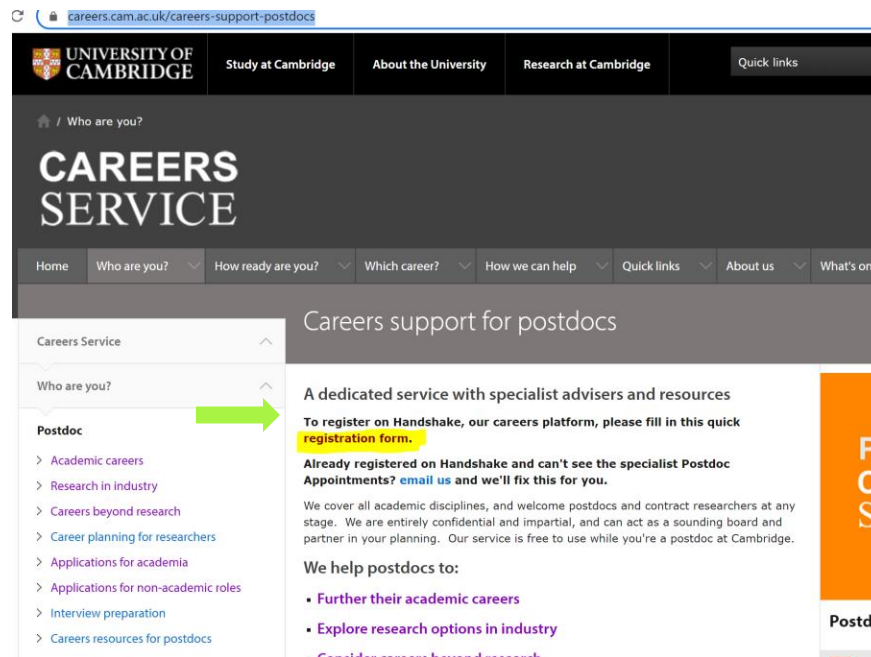 careers.cam.ac.uk/careers-support-postdocs
UNIVERSITY OF
CAMBRIDGE
Study at Cambridge
About the University
Research at Cambridge
Quick links
/ Who are you?
CAREERS
SERVICE
Home
Who are you?
How ready are you?
Which career?
How we can help
Quick links
About us
What's on
Careers support for postdocs
Careers Service
Who are you?
Postdoc
> Academic careers
> Research in industry
> Careers beyond research
> Career planning for researchers
> Applications for academia
> Applications for non-academic roles
> Interview preparation
> Careers resources for postdocs
A dedicated service with specialist advisers and resources
To register on Handshake, our careers platform, please fill in this quick
registration form.
Already registered on Handshake and can't see the specialist Postdoc
Appointments? email us and we'll fix this for you.
We cover all academic disciplines, and welcome postdocs and contract researchers at any
stage. We are entirely confidential and impartial, and can act as a sounding board and
partner in your planning. Our service is free to use while you're a postdoc at Cambridge.
We help postdocs to:
▪ Further their academic careers
▪ Explore research options in industry
▪ Consider careers beyond research
Postd